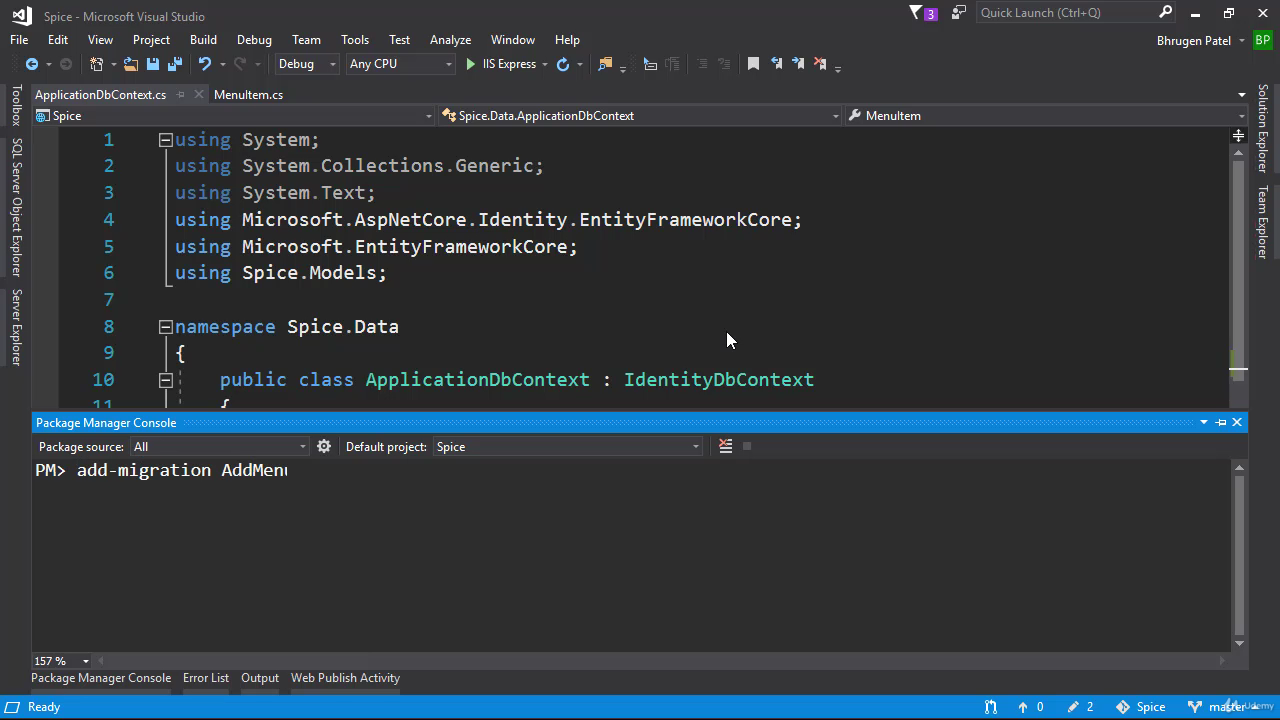 Spice - Microsoft Visual Studio
3
Quick Launch (Ctrl+Q)
File Edit View Project Build Debug Team Tools Test Analyze Window Help
Bhrugen Patel BP
Debug Any CPU IIS Express
ApplicationDbContext.cs MenuItem.cs
Spice Spice.Data.ApplicationDbContext MenuItem
Toolbox
SQL Server Object Explorer
Server Explorer
Solution Explorer
Team Explorer
1 using System;
2 using System.Collections.Generic;
3 using System.Text;
4 using Microsoft.AspNetCore.Identity.EntityFrameworkCore;
5 using Microsoft.EntityFrameworkCore;
6 using Spice.Models;
7
8 namespace Spice.Data
9 {
10 public class ApplicationDbContext : IdentityDbContext
11 {
Package Manager Console
Package source: All Default project: Spice
PM> add-migration AddMenu
157 %
Package Manager Console Error List Output Web Publish Activity
Ready 0 2 Spice master
Udemy